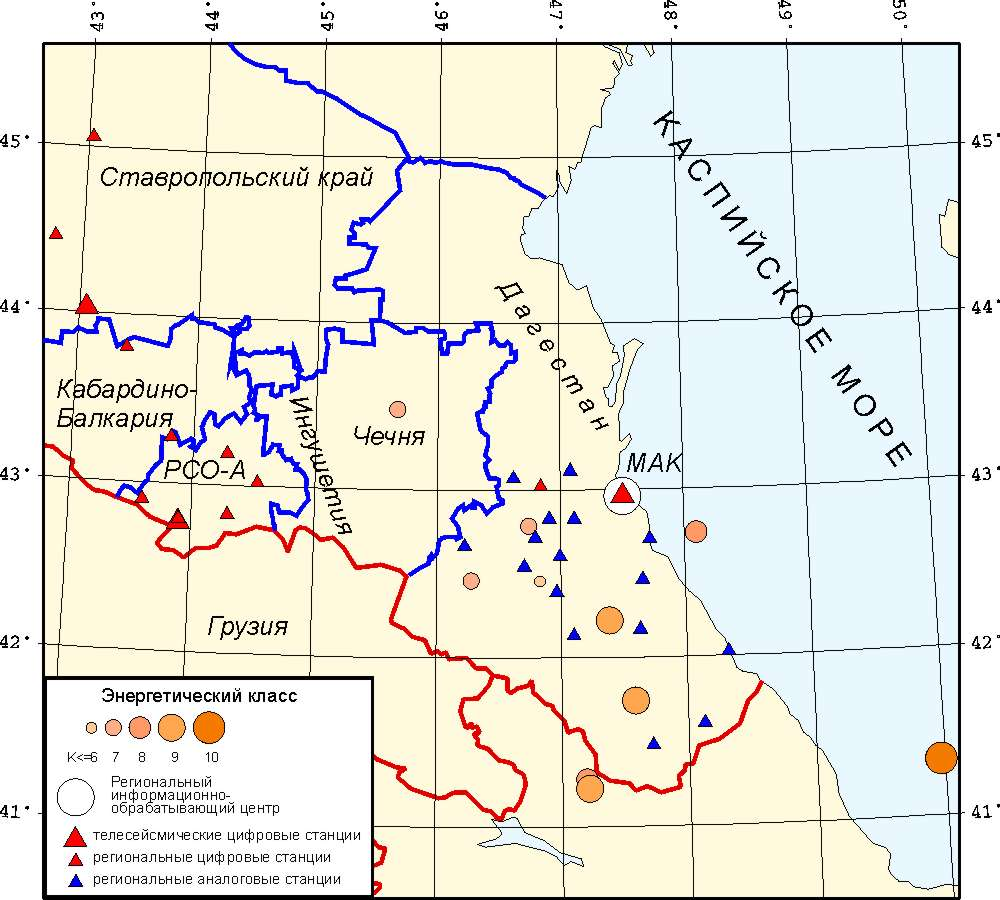 43° 44° 45° 46° 47° 48° 49° 50°
45° 45°
Ставропольский край
КАСПИЙСКОЕ МОРЕ
44° 44°
Дагестан
Кабардино-
Балкария
Ингушетия
Чечня
РСО-А
МАК
43° 43°
Грузия
42° 42°
Энергетический класс
K<=6 7 8 9 10
Региональный
информационно-
обрабатывающий центр
41° 41°
телесейсмические цифровые станции
региональные цифровые станции
региональные аналоговые станции